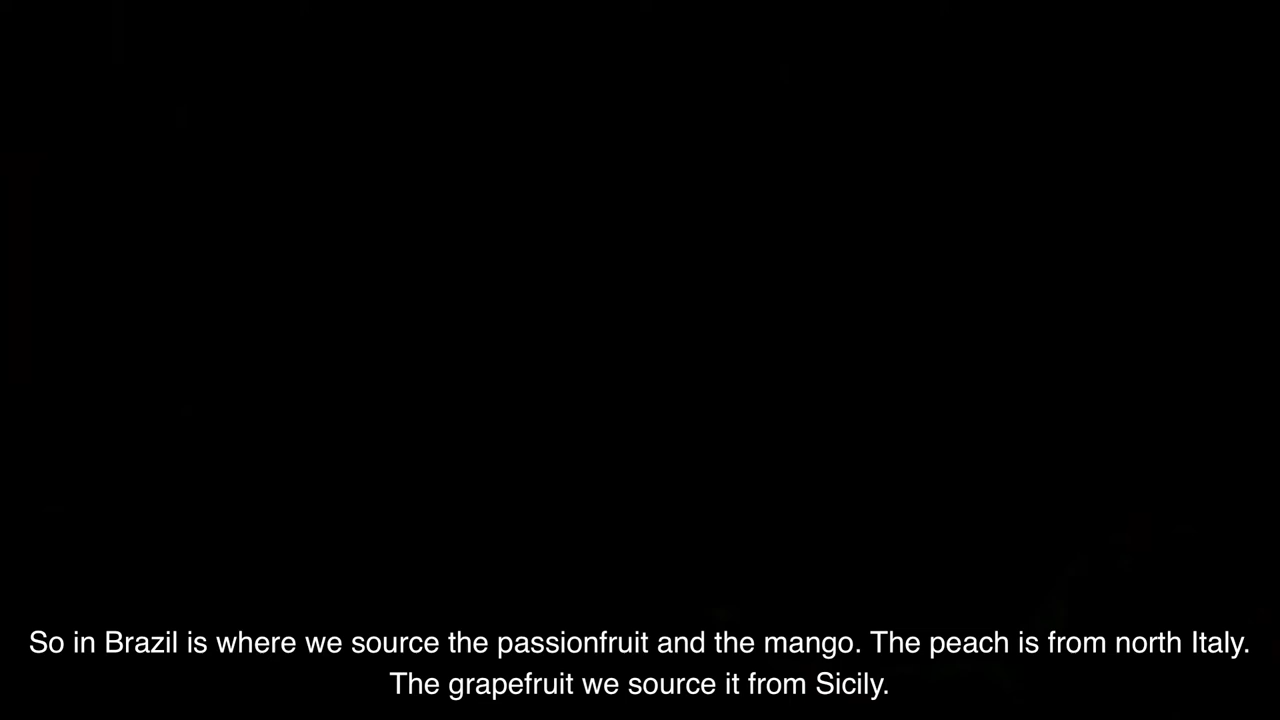 So in Brazil is where we source the passionfruit and the mango. The peach is from north Italy.
The grapefruit we source it from Sicily.